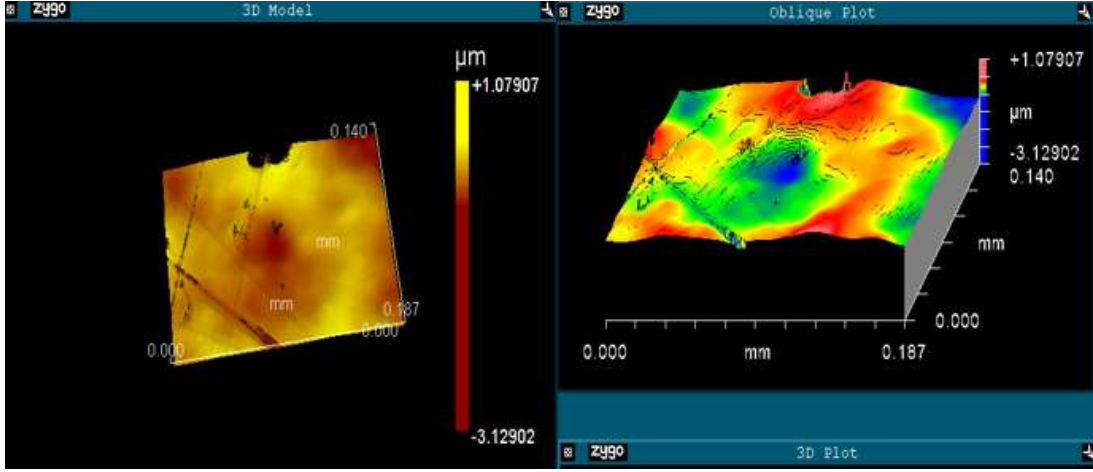 zygo 3D Model
µm
+1.07907
0.140
mm
mm
0.187
0.000
0.000
-3.12902
zygo Oblique Plot
+1.07907
µm
-3.12902
0.140
mm
0.000
0.000 mm 0.187
zygo 3D Plot